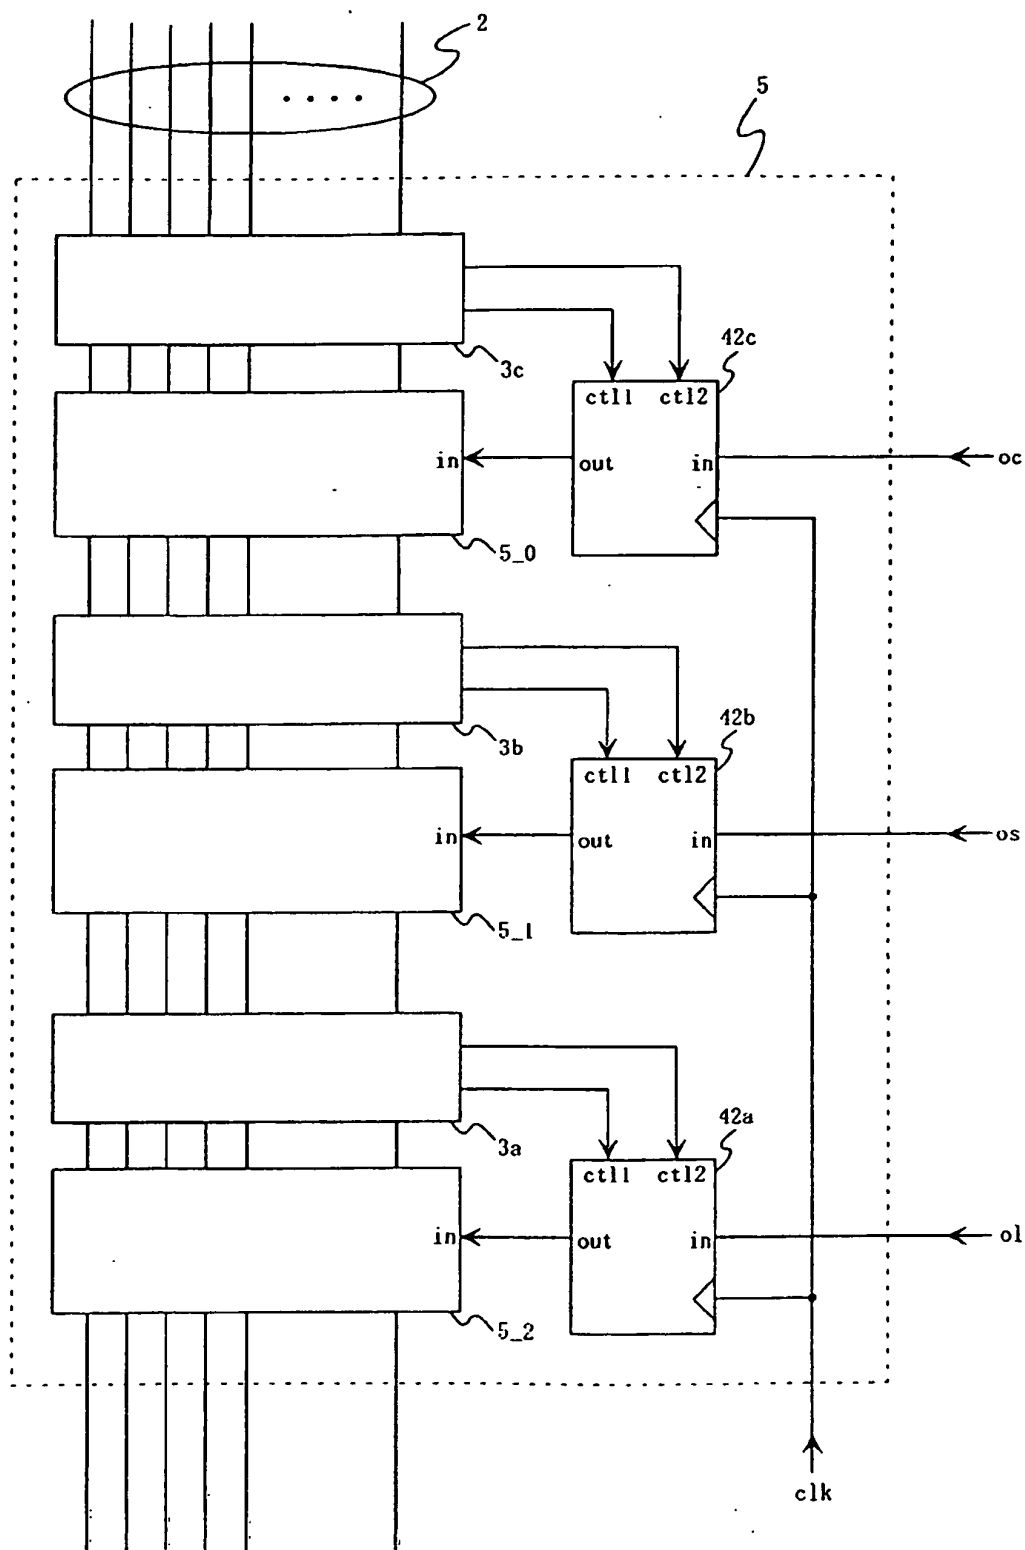 2
5
3c
42c
ctl1 ctl2
in out in
oc
5_0
3b
42b
ctl1 ctl2
in out in
os
5_1
3a
42a
ctl1 ctl2
in out in
ol
5_2
clk